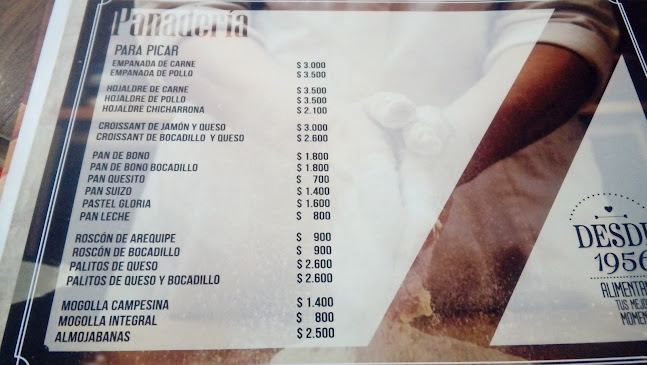 Panadería
PARA PICAR
EMPANADA DE CARNE $ 3.000
EMPANADA DE POLLO $ 3.500
HOJALDRE DE CARNE $ 3.500
HOJALDRE DE POLLO $ 3.500
HOJALDRE CHICHARRONA $ 2.100
CROISSANT DE JAMÓN Y QUESO $ 3.000
CROISSANT DE BOCADILLO Y QUESO $ 2.600
PAN DE BONO $ 1.800
PAN DE BONO BOCADILLO $ 1.800
PAN QUESITO $ 700
PAN SUIZO $ 1.400
PASTEL GLORIA $ 1.600
PAN LECHE $ 800
ROSCÓN DE AREQUIPE $ 900
ROSCÓN DE BOCADILLO $ 900
PALITOS DE QUESO $ 2.600
PALITOS DE QUESO Y BOCADILLO $ 2.600
MOGOLLA CAMPESINA $ 1.400
MOGOLLA INTEGRAL $ 800
ALMOJABANAS $ 2.500
DESDE
1956
TUS